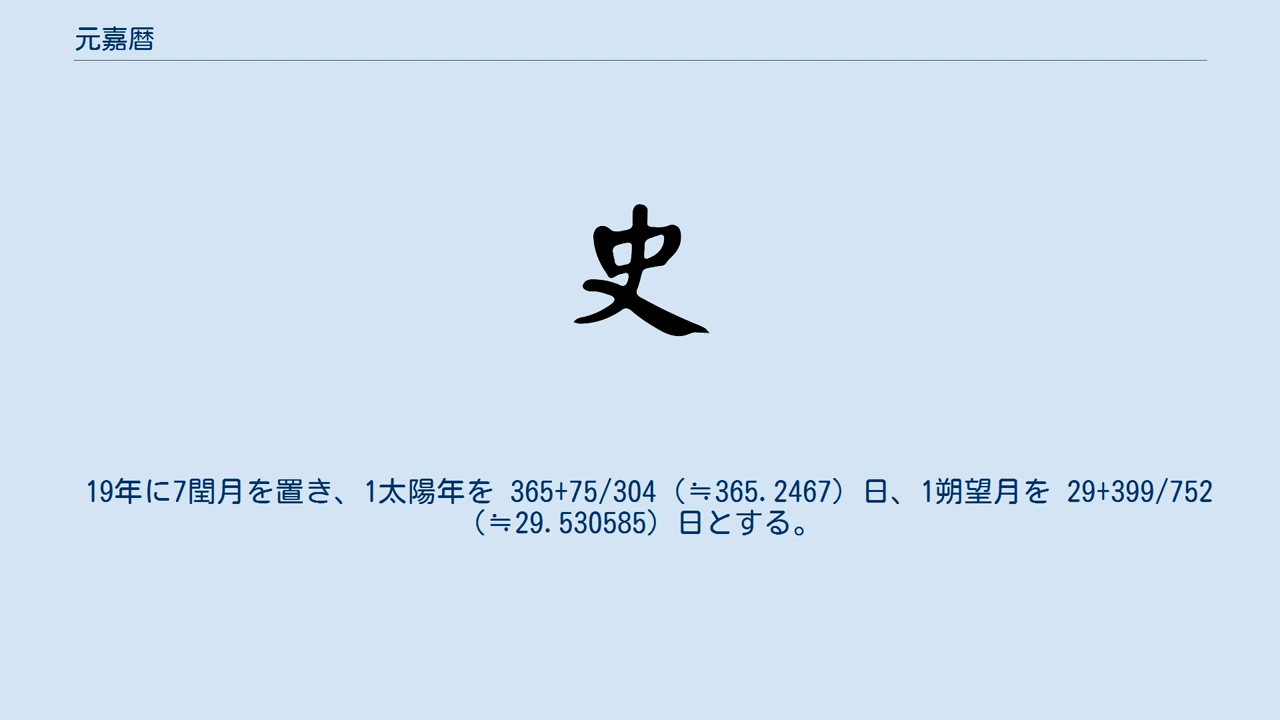 元嘉暦
史
19年に7閏月を置き、1太陽年を 365+75/304（≒365.2467）日、1朔望月を 29+399/752
（≒29.530585）日とする。